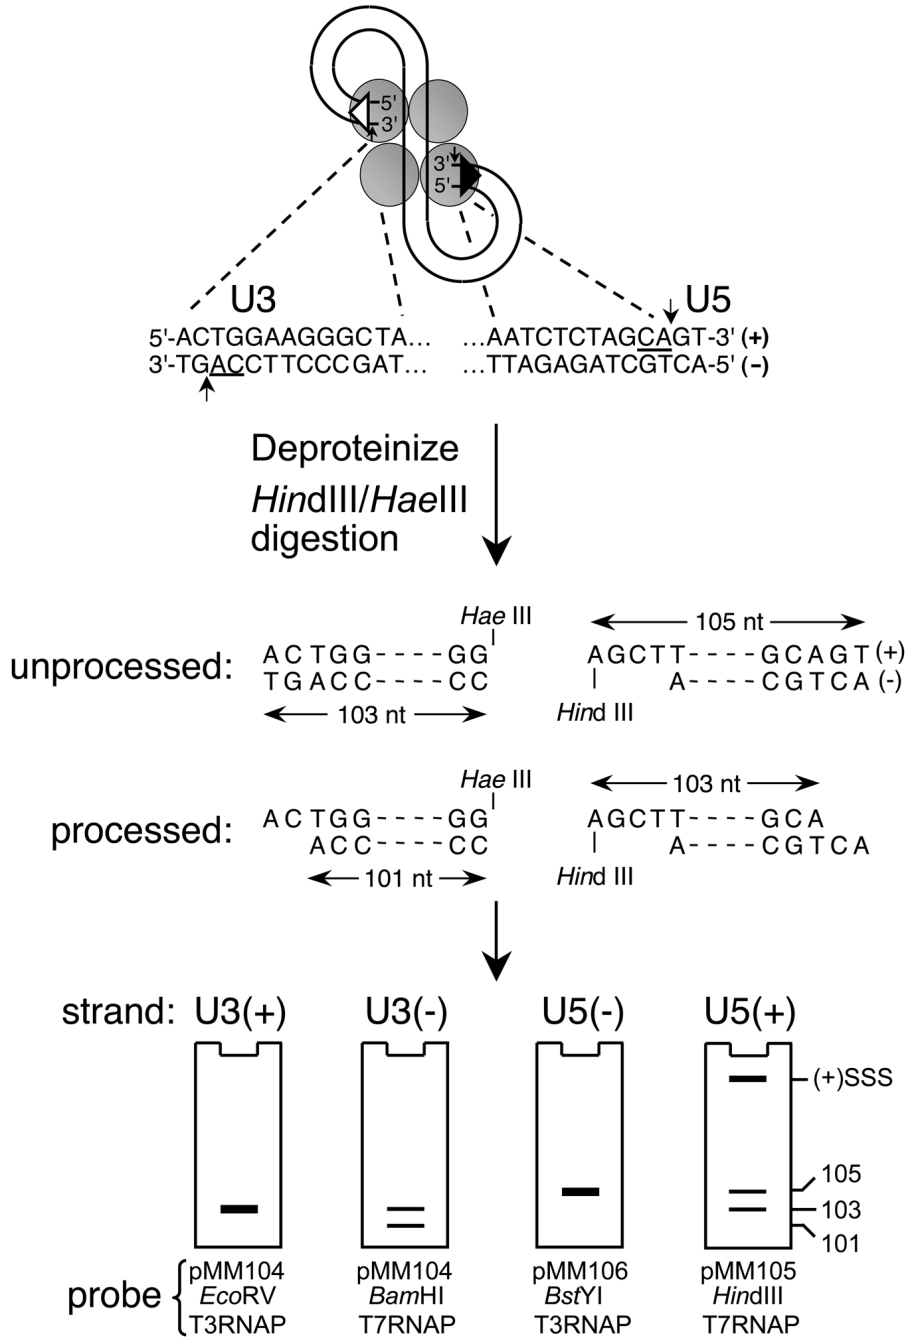 5'
3'
3'
5'
U3 U5
5'-ACTGGAAGGGCTA... ...AATCTCTAGCAGT-3' (+)
3'-TGACCTTCCCGAT... ...TTAGAGATCGTCA-5' (−)
Deproteinize
HindIII/HaeIII
digestion
Hae III 105 nt
unprocessed: ACTGG----GG AGCTT----GCAGT (+)
TGACC----CC A----CGTCA (-)
103 nt Hind III
Hae III 103 nt
processed: ACTGG----GG AGCTT----GCA
ACC----CC A----CGTCA
101 nt Hind III
strand: U3(+) U3(-) U5(-) U5(+)
(+)SSS
105
103
101
probe { pMM104 pMM104 pMM106 pMM105
EcoRV BamHI BstYI HindIII
T3RNAP T7RNAP T3RNAP T7RNAP